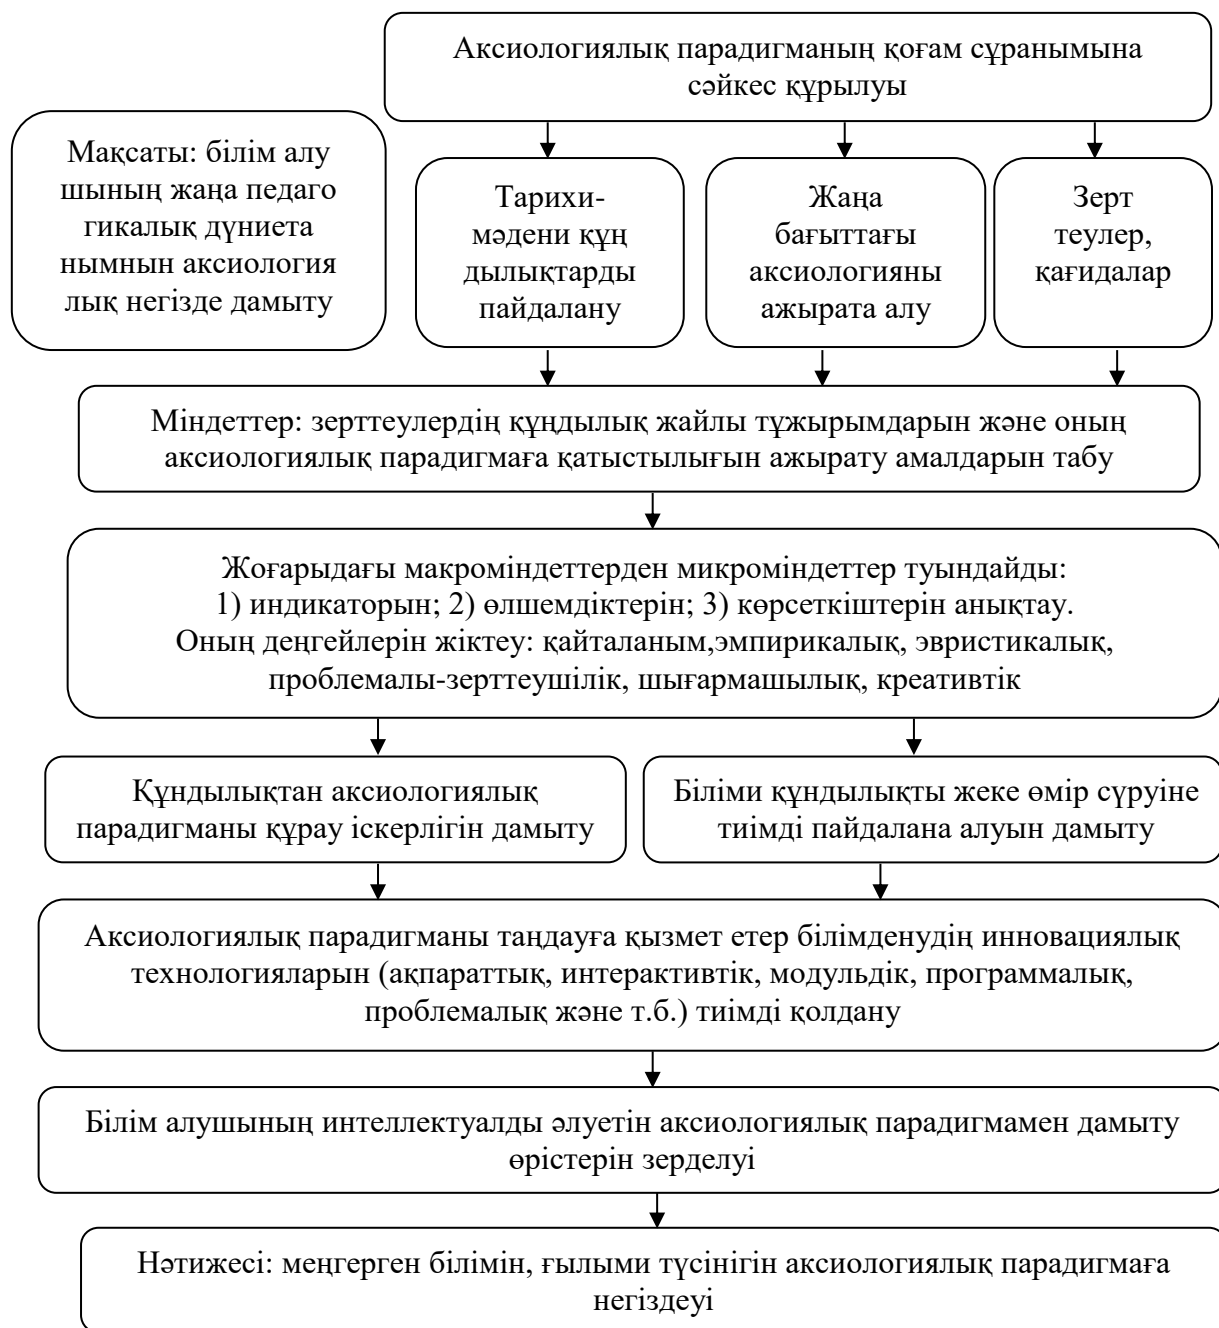 Аксиологиялық парадигманың қоғам сұранымына
сәйкес құрылуы
Мақсаты: білім алу
шының жаңа педаго
гикалық дүниета
нымнын аксиология
лық негізде дамыту
Тарихи-
мәдени құн
дылықтарды
пайдалану
Жаңа
бағыттағы
аксиологияны
ажырата алу
Зерт
теулер,
қағидалар
Міндеттер: зерттеулердің құңдылық жайлы тұжырымдарын және оның
аксиологиялық парадигмаға қатыстылығын ажырату амалдарын табу
Жоғарыдағы макроміндеттерден микроміндеттер туындайды:
1) индикаторын; 2) өлшемдіктерін; 3) көрсеткіштерін анықтау.
Оның деңгейлерін жіктеу: қайталаным,эмпирикалық, эвристикалық,
проблемалы-зерттеушілік, шығармашылық, креативтік
Құндылықтан аксиологиялық
парадигманы құрау іскерлігін дамыту
Біліми құндылықты жеке өмір сүруіне
тиімді пайдалана алуын дамыту
Аксиологиялық парадигманы таңдауға қызмет етер білімденудің инновациялық
технологияларын (ақпараттық, интерактивтік, модульдік, программалық,
проблемалық және т.б.) тиімді қолдану
Білім алушының интеллектуалды әлуетін аксиологиялық парадигмамен дамыту
өрістерін зерделуі
Нәтижесі: меңгерген білімін, ғылыми түсінігін аксиологиялық парадигмаға
негіздеуі